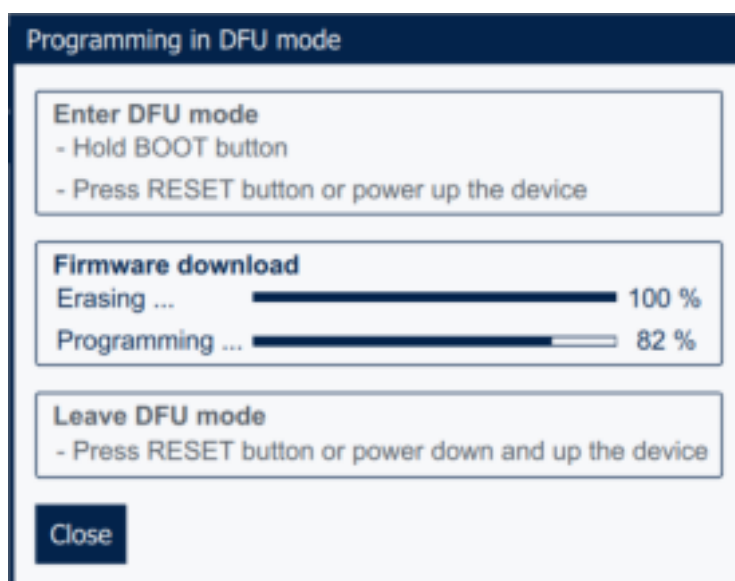 Programming in DFU mode
Enter DFU mode
- Hold BOOT button
- Press RESET button or power up the device
Firmware download
Erasing ... 100 %
Programming ... 82 %
Leave DFU mode
- Press RESET button or power down and up the device
Close